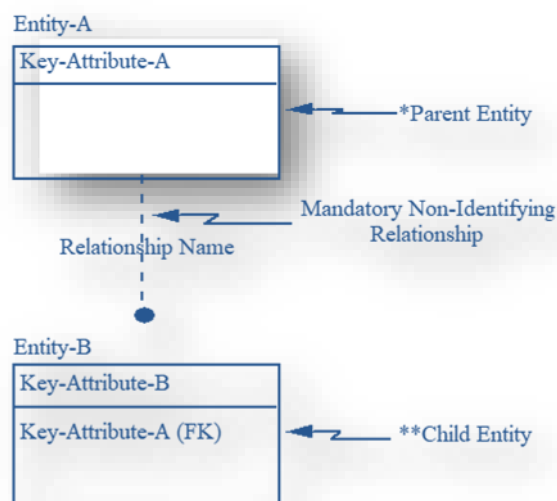 Entity-A
Key-Attribute-A
*Parent Entity
Mandatory Non-Identifying
Relationship
Relationship Name
Entity-B
Key-Attribute-B
Key-Attribute-A (FK)
**Child Entity